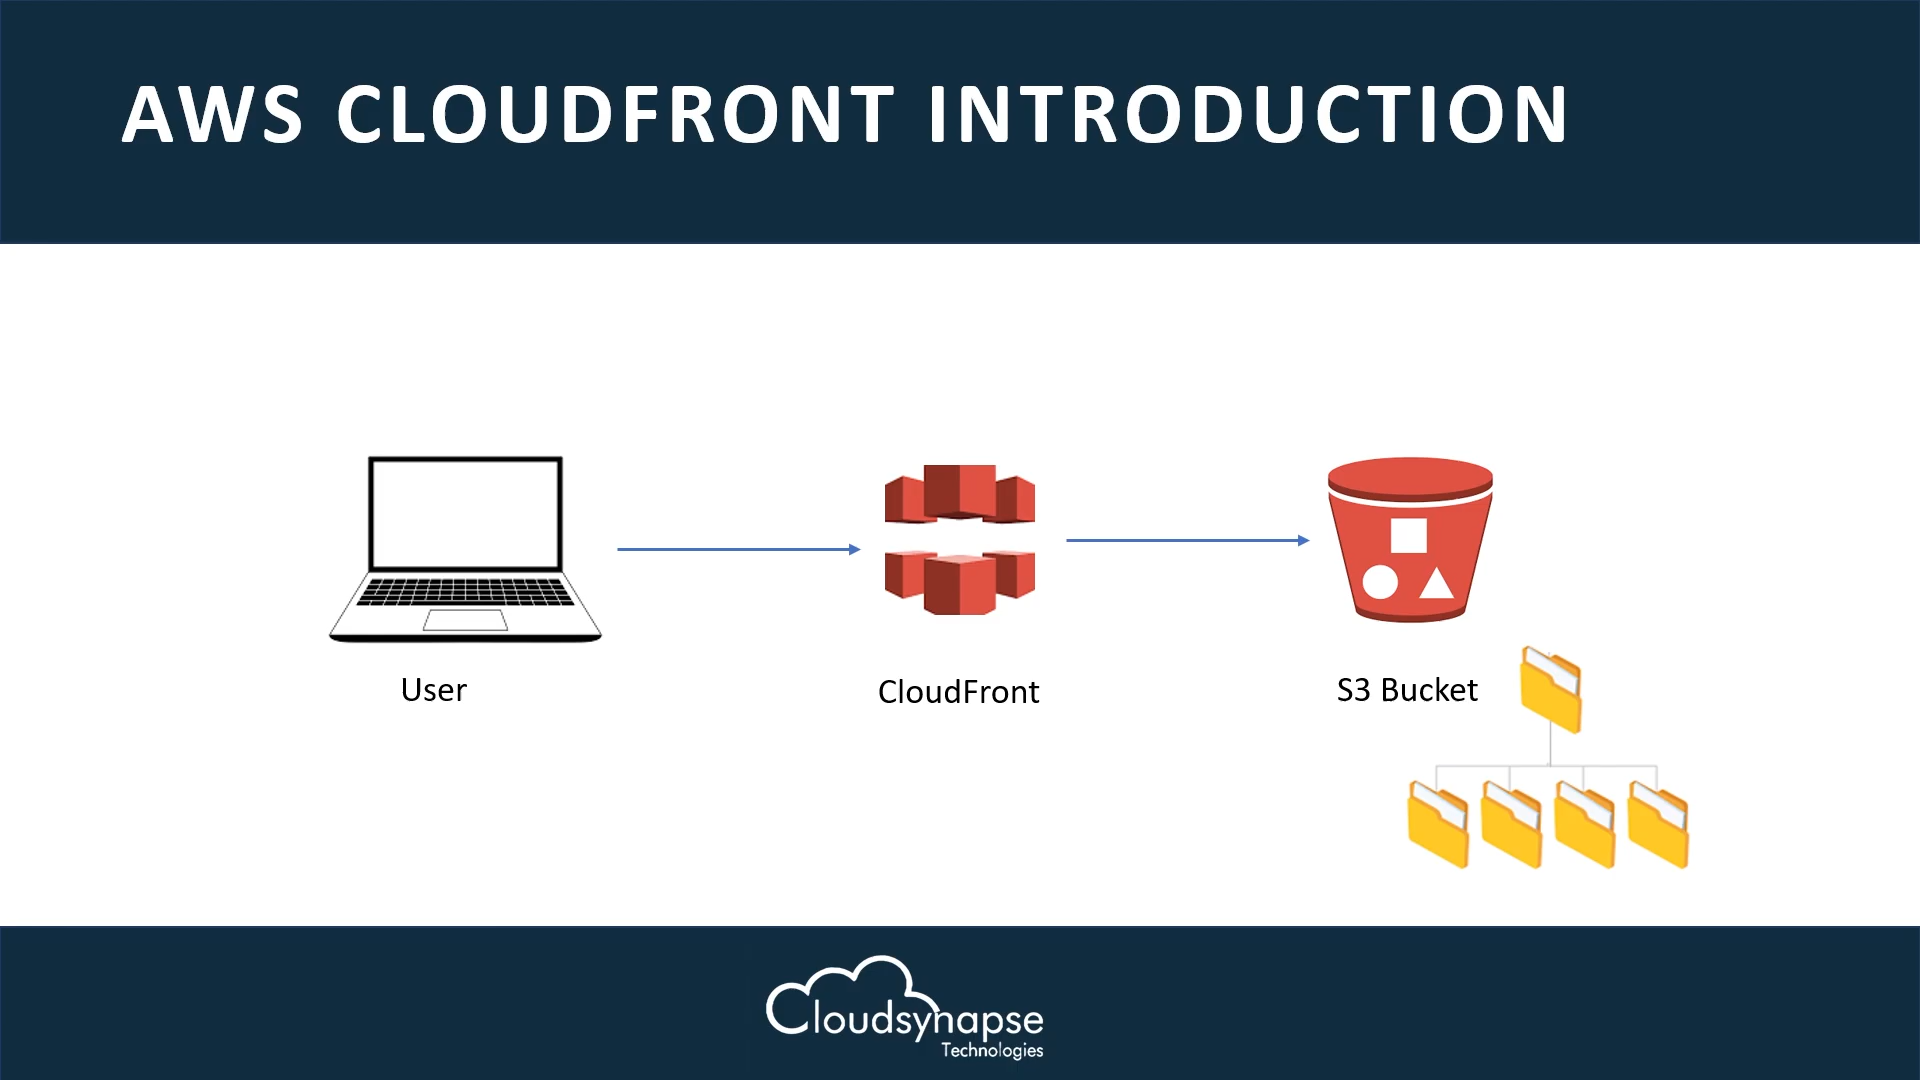 AWS CLOUDFRONT INTRODUCTION
User
CloudFront
S3 Bucket
Cloudsynapse
Technologies